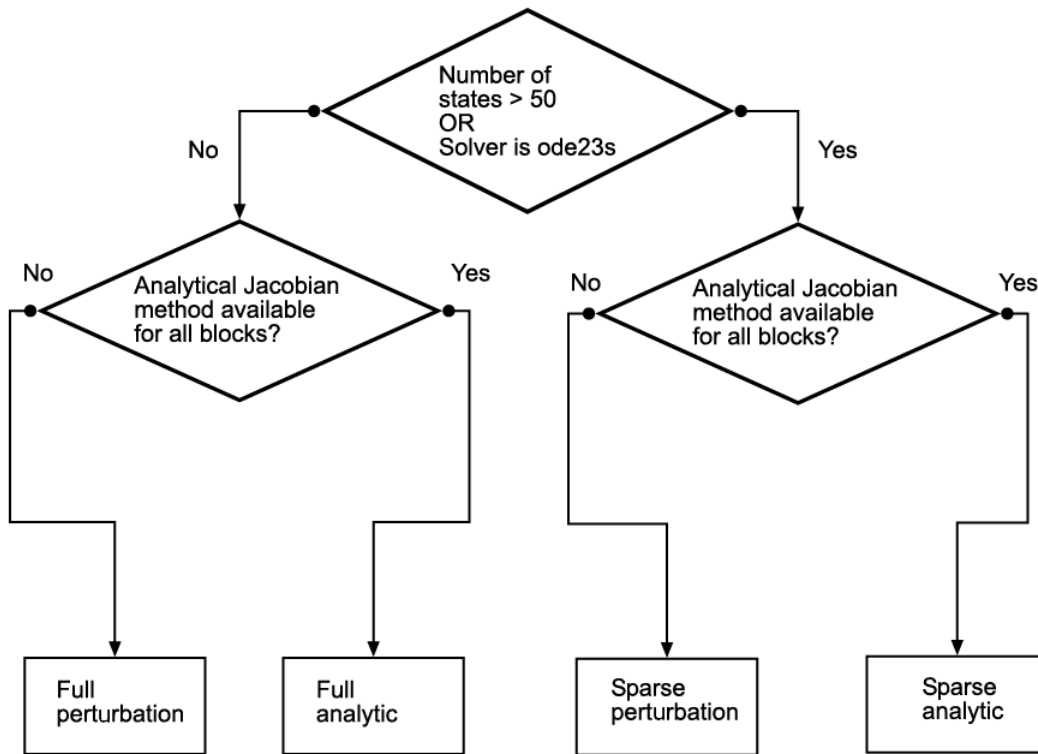 Number of
states > 50
OR
Solver is ode23s
No
Yes
No
Analytical Jacobian
method available
for all blocks?
Yes
No
Analytical Jacobian
method available
for all blocks?
Yes
Full
perturbation
Full
analytic
Sparse
perturbation
Sparse
analytic